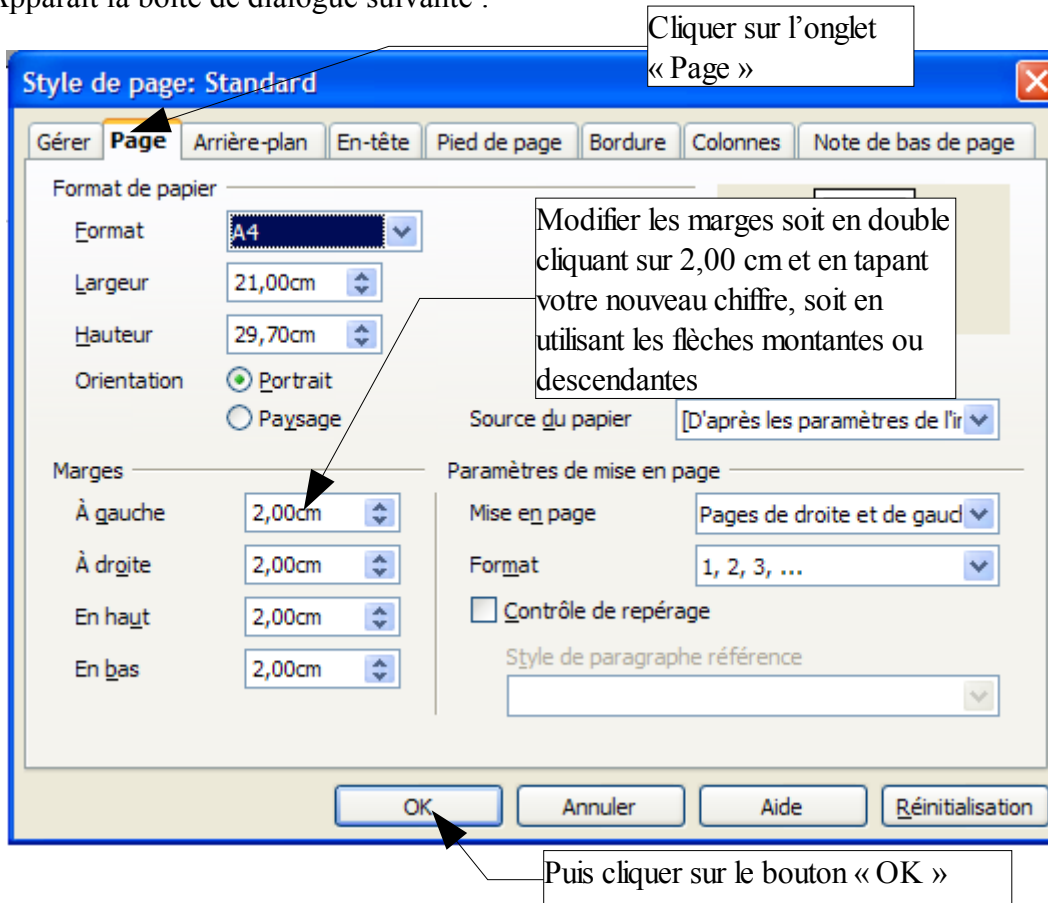 Apparaît la boîte de dialogue suivante :
Cliquer sur l’onglet
« Page »
Style de page: Standard
Gérer Page Arrière-plan En-tête Pied de page Bordure Colonnes Note de bas de page
Format de papier
Format A4
Largeur 21,00cm
Hauteur 29,70cm
Orientation Portrait
Paysage
Modifier les marges soit en double
cliquant sur 2,00 cm et en tapant
votre nouveau chiffre, soit en
utilisant les flèches montantes ou
descendantes
Source du papier [D'après les paramètres de l'ir
Marges
À gauche 2,00cm
À droite 2,00cm
En haut 2,00cm
En bas 2,00cm
Paramètres de mise en page
Mise en page Pages de droite et de gaucl
Format 1, 2, 3, ...
Contrôle de repérage
Style de paragraphe référence
OK Annuler Aide Réinitialisation
Puis cliquer sur le bouton « OK »